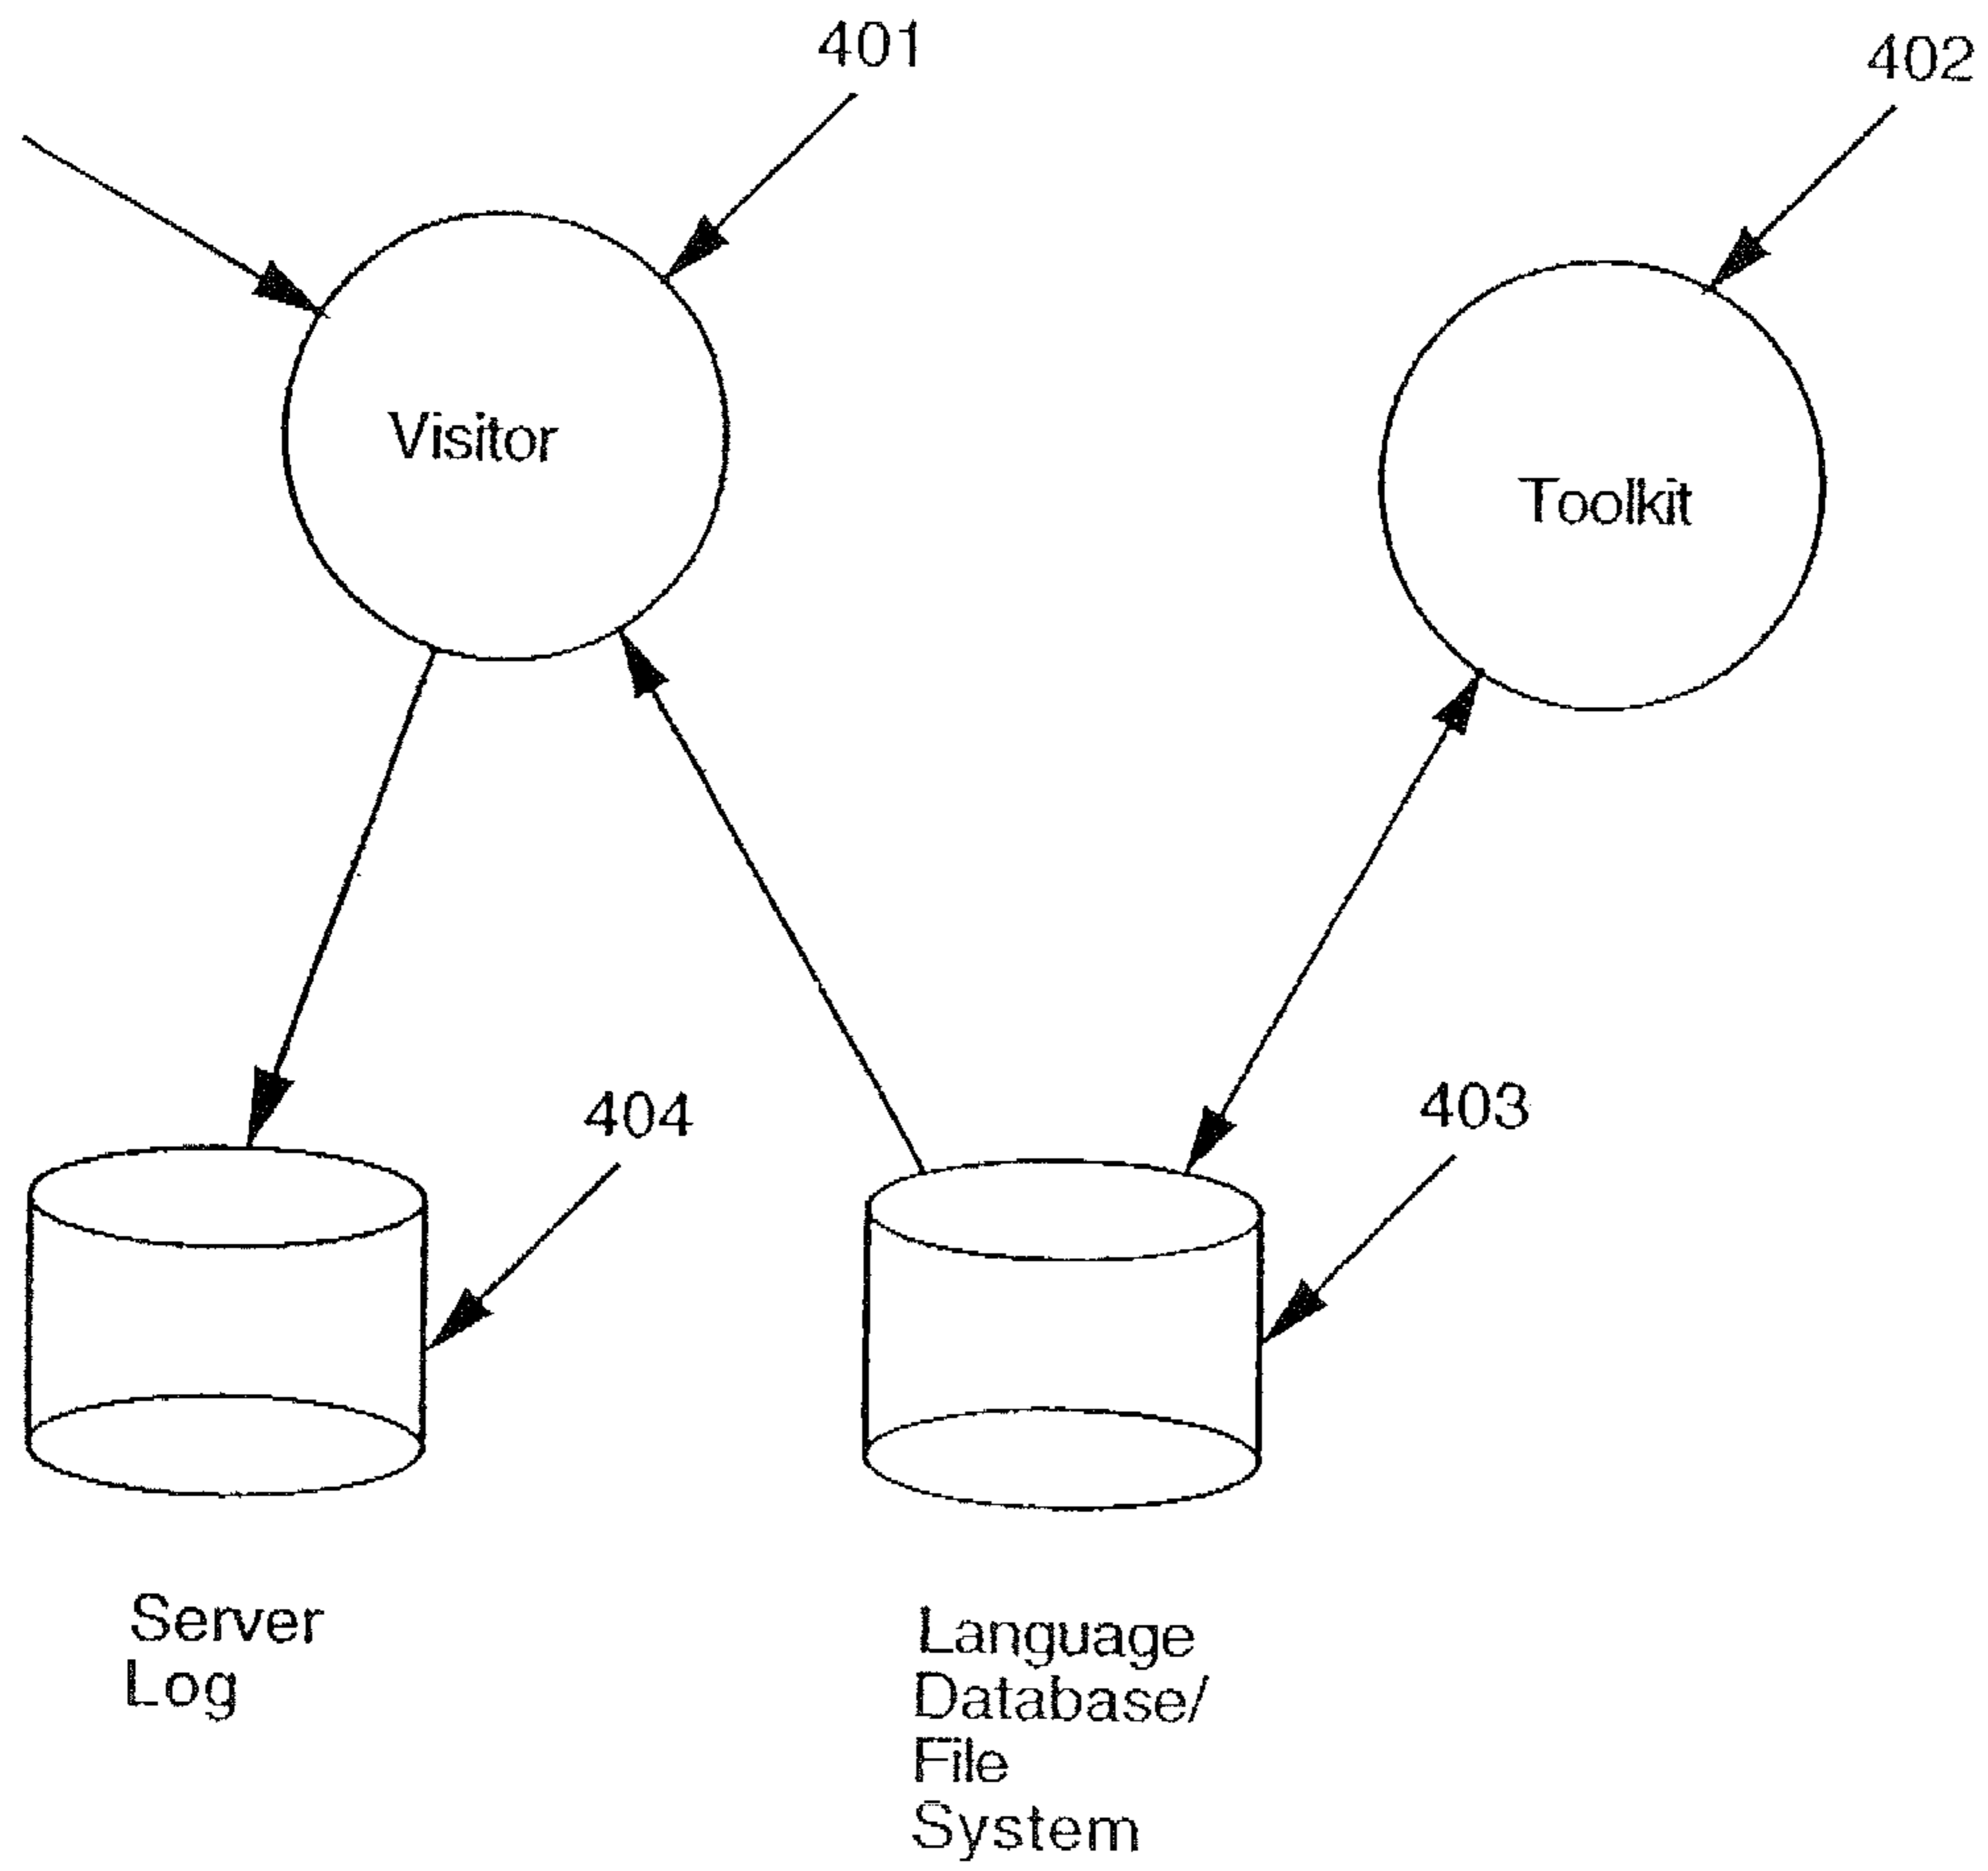 401
402
Visitor
Toolkit
404
403
Server
Log
Language
Database/
File
System